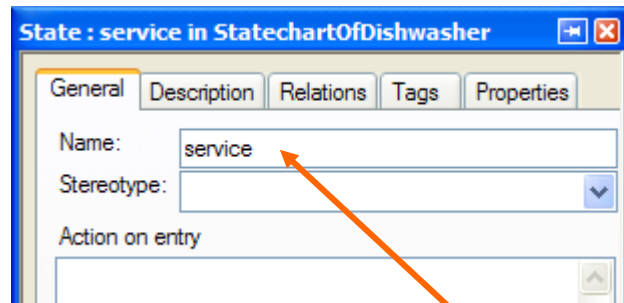 State : service in StatechartOfDishwasher
General Description Relations Tags Properties
Name: service
Stereotype:
Action on entry